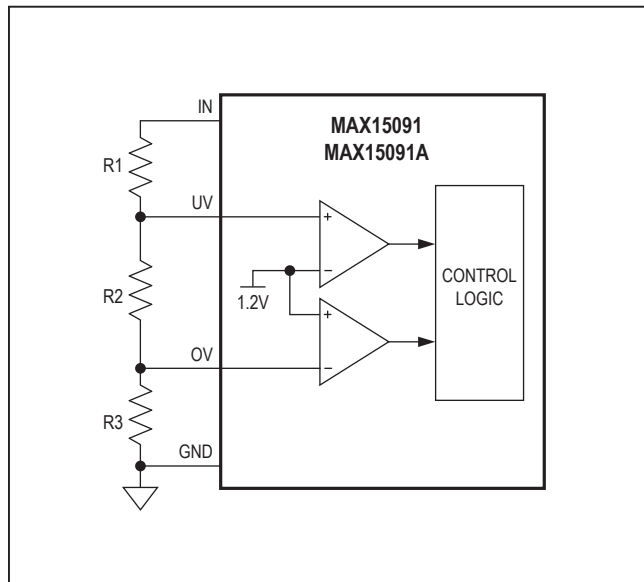 IN
MAX15091
MAX15091A
R1
UV
+
−
1.2V
CONTROL
LOGIC
R2
+
OV
−
R3
GND